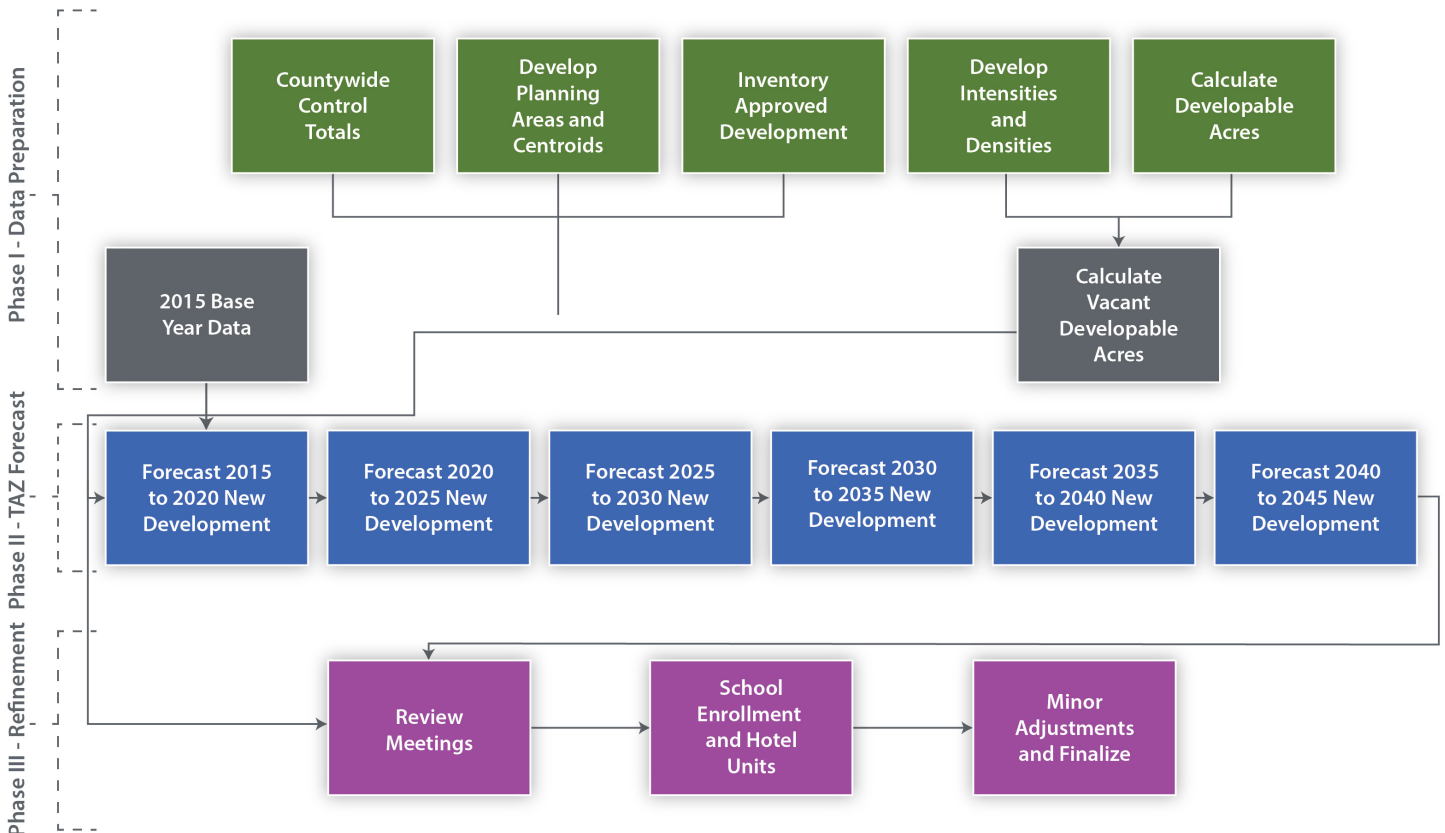 Phase I - Data Preparation
Countywide
Control
Totals
Develop
Planning
Areas and
Centroids
Inventory
Approved
Development
Develop
Intensities
and
Densities
Calculate
Developable
Acres
2015 Base
Year Data
Calculate
Vacant
Developable
Acres
Phase II - TAZ Forecast
Forecast 2015
to 2020 New
Development
Forecast 2020
to 2025 New
Development
Forecast 2025
to 2030 New
Development
Forecast 2030
to 2035 New
Development
Forecast 2035
to 2040 New
Development
Forecast 2040
to 2045 New
Development
Phase III - Refinement
Review
Meetings
School
Enrollment
and Hotel
Units
Minor
Adjustments
and Finalize